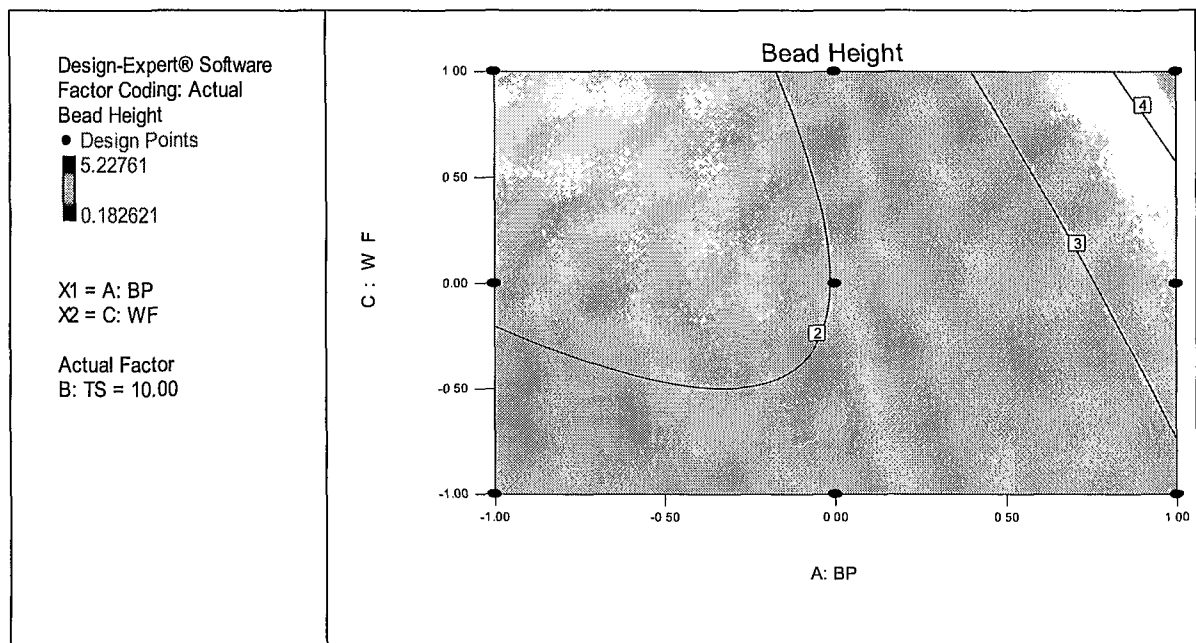 Design-Expert® Software
Factor Coding: Actual
Bead Height
Design Points
5.22761
0.182621
X1 = A: BP
X2 = C: WF
Actual Factor
B: TS = 10.00
Bead Height
1.00
0.50
0.00
-0.50
-1.00
C: WF
4
3
2
-1.00
-0 50
0 00
0 50
1 00
A: BP